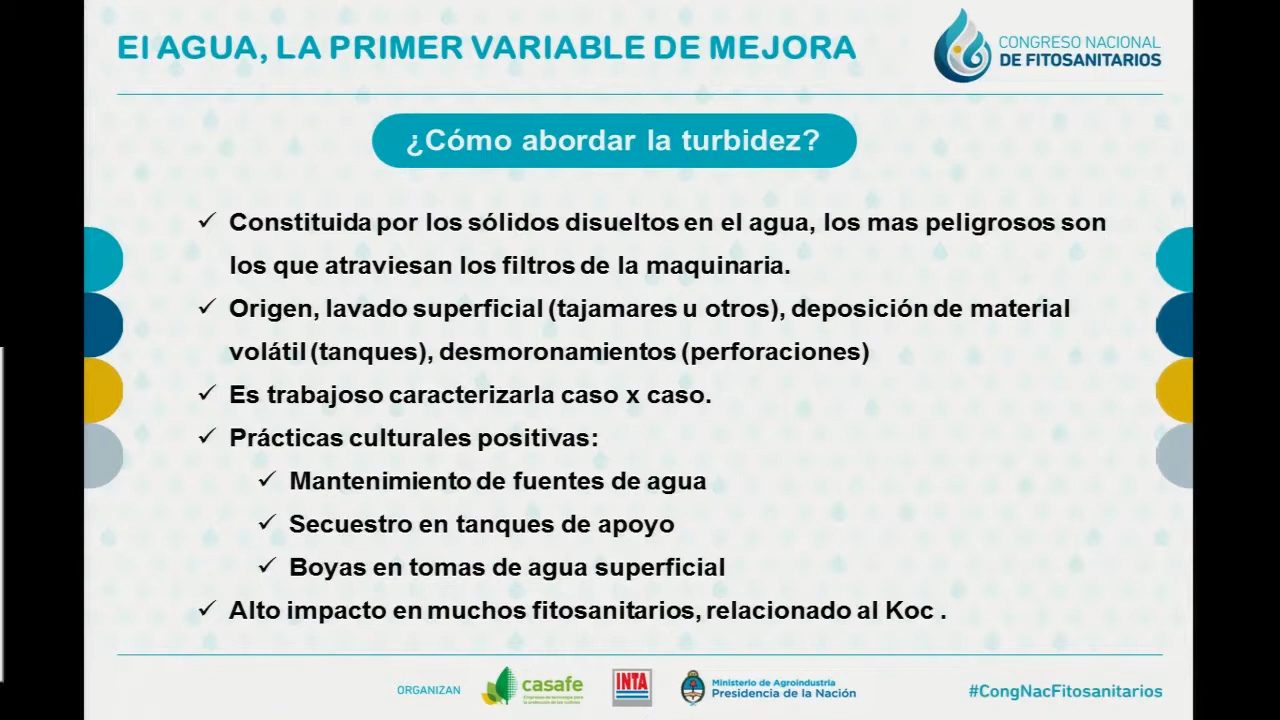 El AGUA, LA PRIMER VARIABLE DE MEJORA
CONGRESO NACIONAL
DE FITOSANITARIOS
¿Cómo abordar la turbidez?
✓ Constituida por los sólidos disueltos en el agua, los mas peligrosos son
los que atraviesan los filtros de la maquinaria.
✓ Origen, lavado superficial (tajamares u otros), deposición de material
volátil (tanques), desmoronamientos (perforaciones)
✓ Es trabajoso caracterizarla caso x caso.
✓ Prácticas culturales positivas:
✓ Mantenimiento de fuentes de agua
✓ Secuestro en tanques de apoyo
✓ Boyas en tomas de agua superficial
✓ Alto impacto en muchos fitosanitarios, relacionado al Koc .
ORGANIZAN
casafe
INTA
Ministerio de Agroindustria
Presidencia de la Nación
#CongNacFitosanitarios